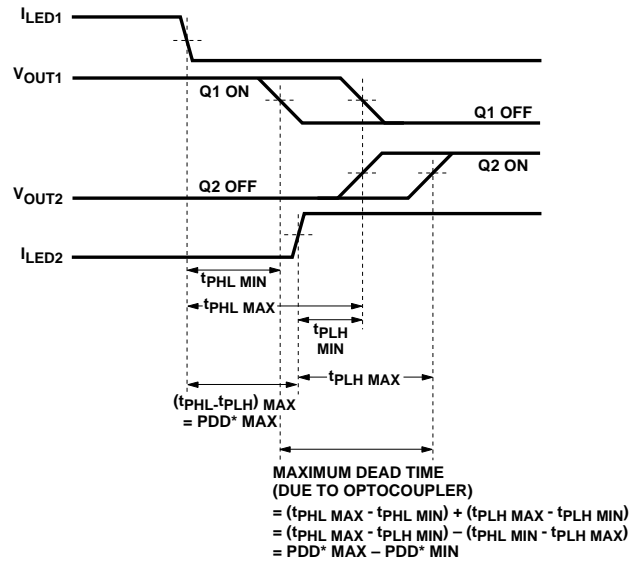 ILED1
VOUT1
Q1 ON
Q1 OFF
Q2 ON
Q2 OFF
VOUT2
ILED2
tPHL MIN
tPHL MAX
tPLH
MIN
tPLH MAX
(tPHL-tPLH) MAX
= PDD* MAX
MAXIMUM DEAD TIME
(DUE TO OPTOCOUPLER)
= (tPHL MAX - tPHL MIN) + (tPLH MAX - tPLH MIN)
= (tPHL MAX - tPLH MIN) – (tPHL MIN - tPLH MAX)
= PDD* MAX – PDD* MIN